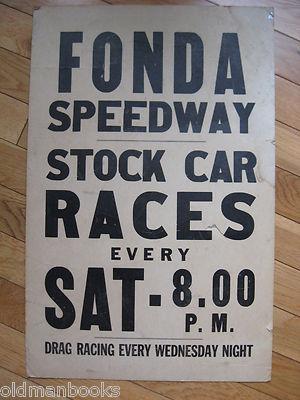 FONDA
SPEEDWAY
STOCK CAR
RACES
EVERY
SAT-8.00
P. M.
DRAG RACING EVERY WEDNESDAY NIGHT
oldmanbooks